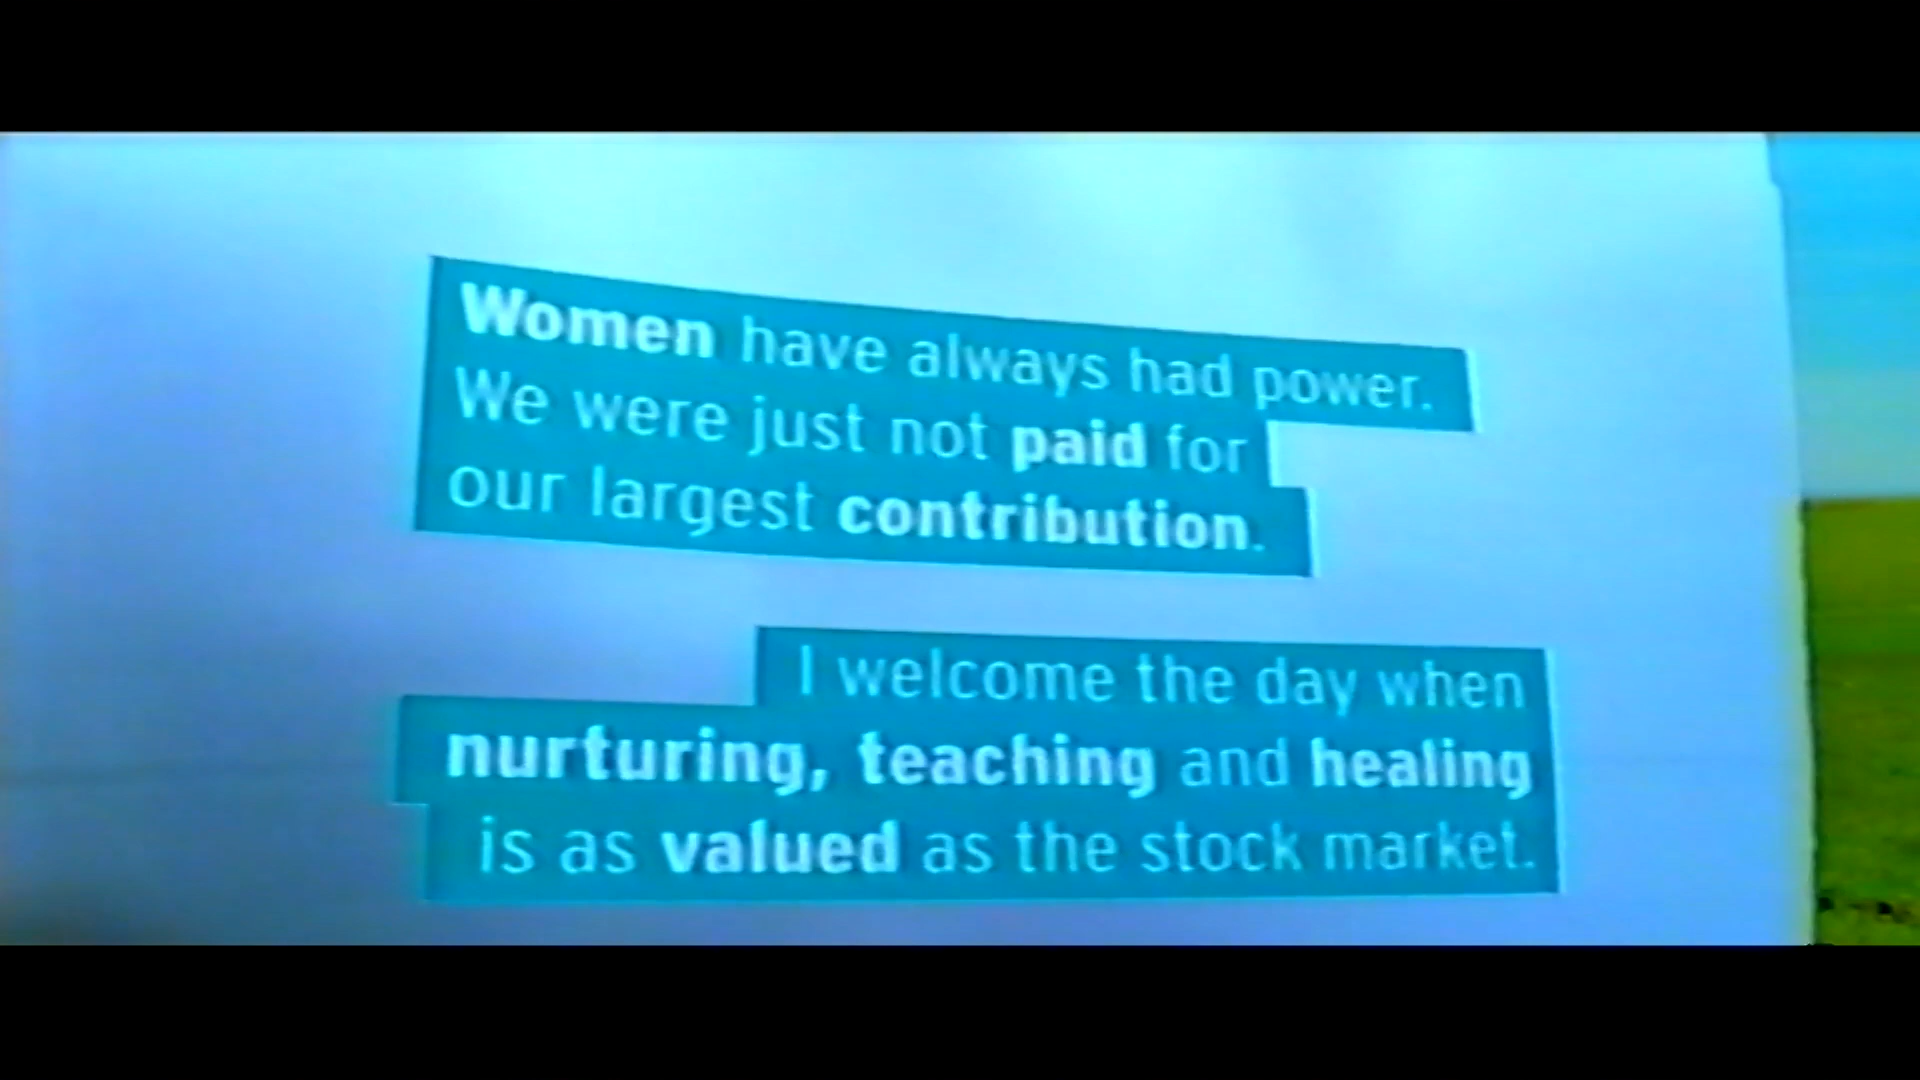 Women have always had power.
We were just not paid for
our largest contribution.
I welcome the day when
nurturing, teaching and healing
is as valued as the stock market.